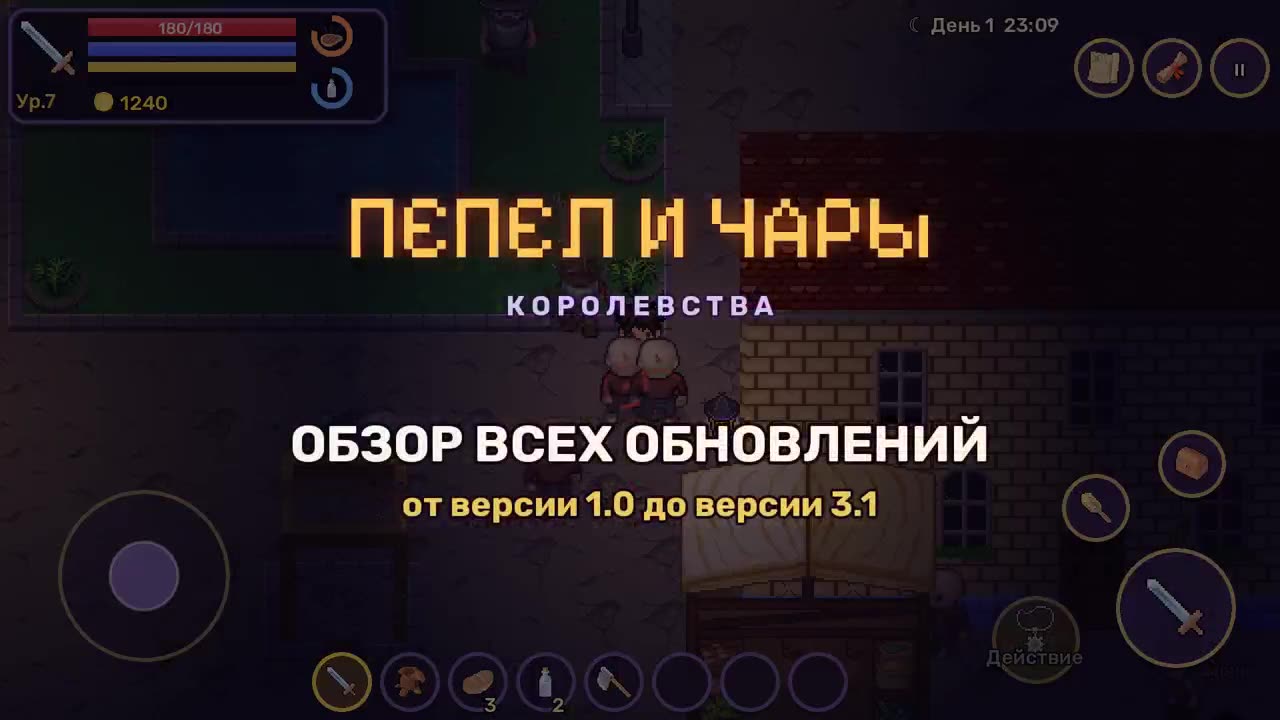 180/180
Ур.7
1240
День 1 23:09
ПЕПЕЛ И ЧАРЫ
КОРОЛЕВСТВА
ОБЗОР ВСЕХ ОБНОВЛЕНИЙ
от версии 1.0 до версии 3.1
Действие
3
2